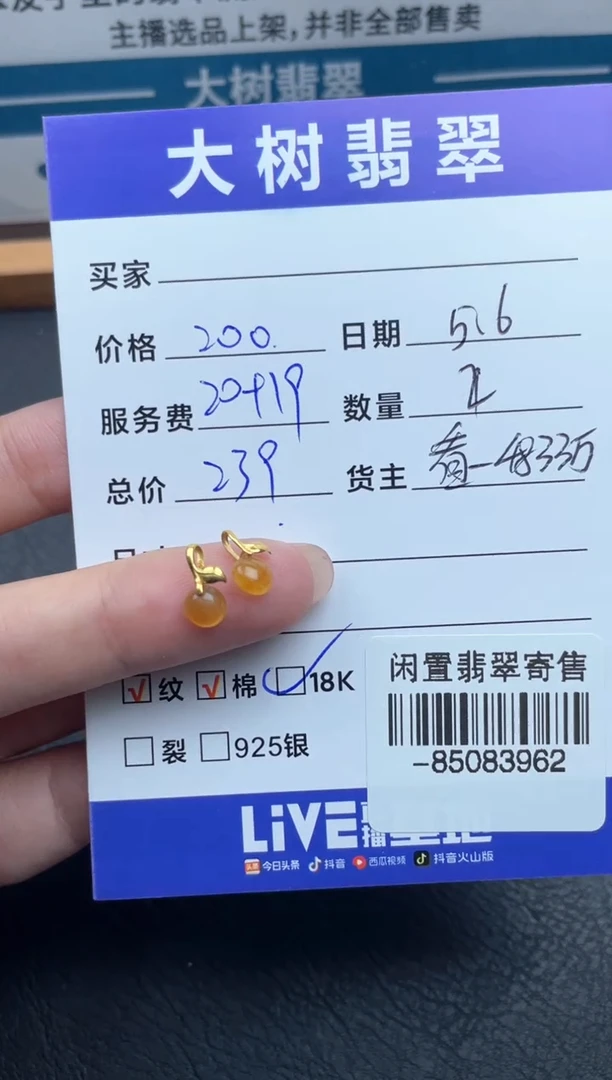 主播选品上架,并非全部售卖
大树翡翠
大树翡翠
买家
价格 200. 日期 5.6
服务费 20+19 数量 2
总价 239 货主
纹 棉 18K
裂 925银
闲置翡翠寄售
-85083962
LiVE
今日头条 抖音 西瓜视频 抖音火山版